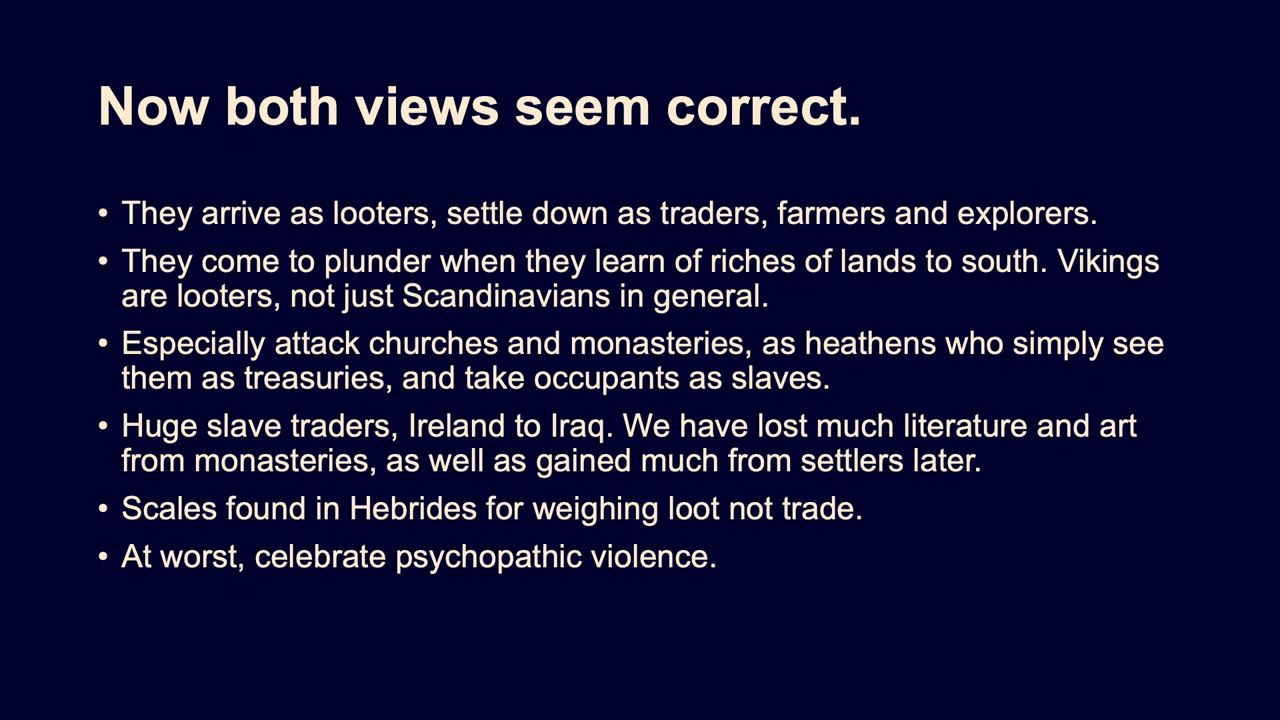 Now both views seem correct.
• They arrive as looters, settle down as traders, farmers and explorers.
• They come to plunder when they learn of riches of lands to south. Vikings
are looters, not just Scandinavians in general.
• Especially attack churches and monasteries, as heathens who simply see
them as treasuries, and take occupants as slaves.
• Huge slave traders, Ireland to Iraq. We have lost much literature and art
from monasteries, as well as gained much from settlers later.
• Scales found in Hebrides for weighing loot not trade.
• At worst, celebrate psychopathic violence.